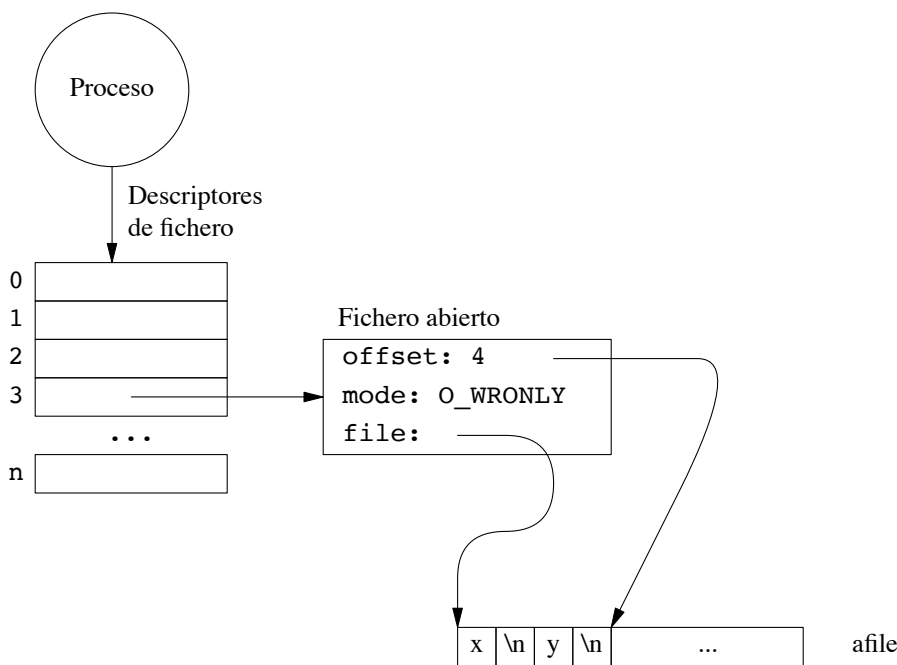 Proceso
Descriptores
de fichero
0
1
2
3
...
n
Fichero abierto
offset: 4
mode: O_WRONLY
file:
x \n y \n ... afile